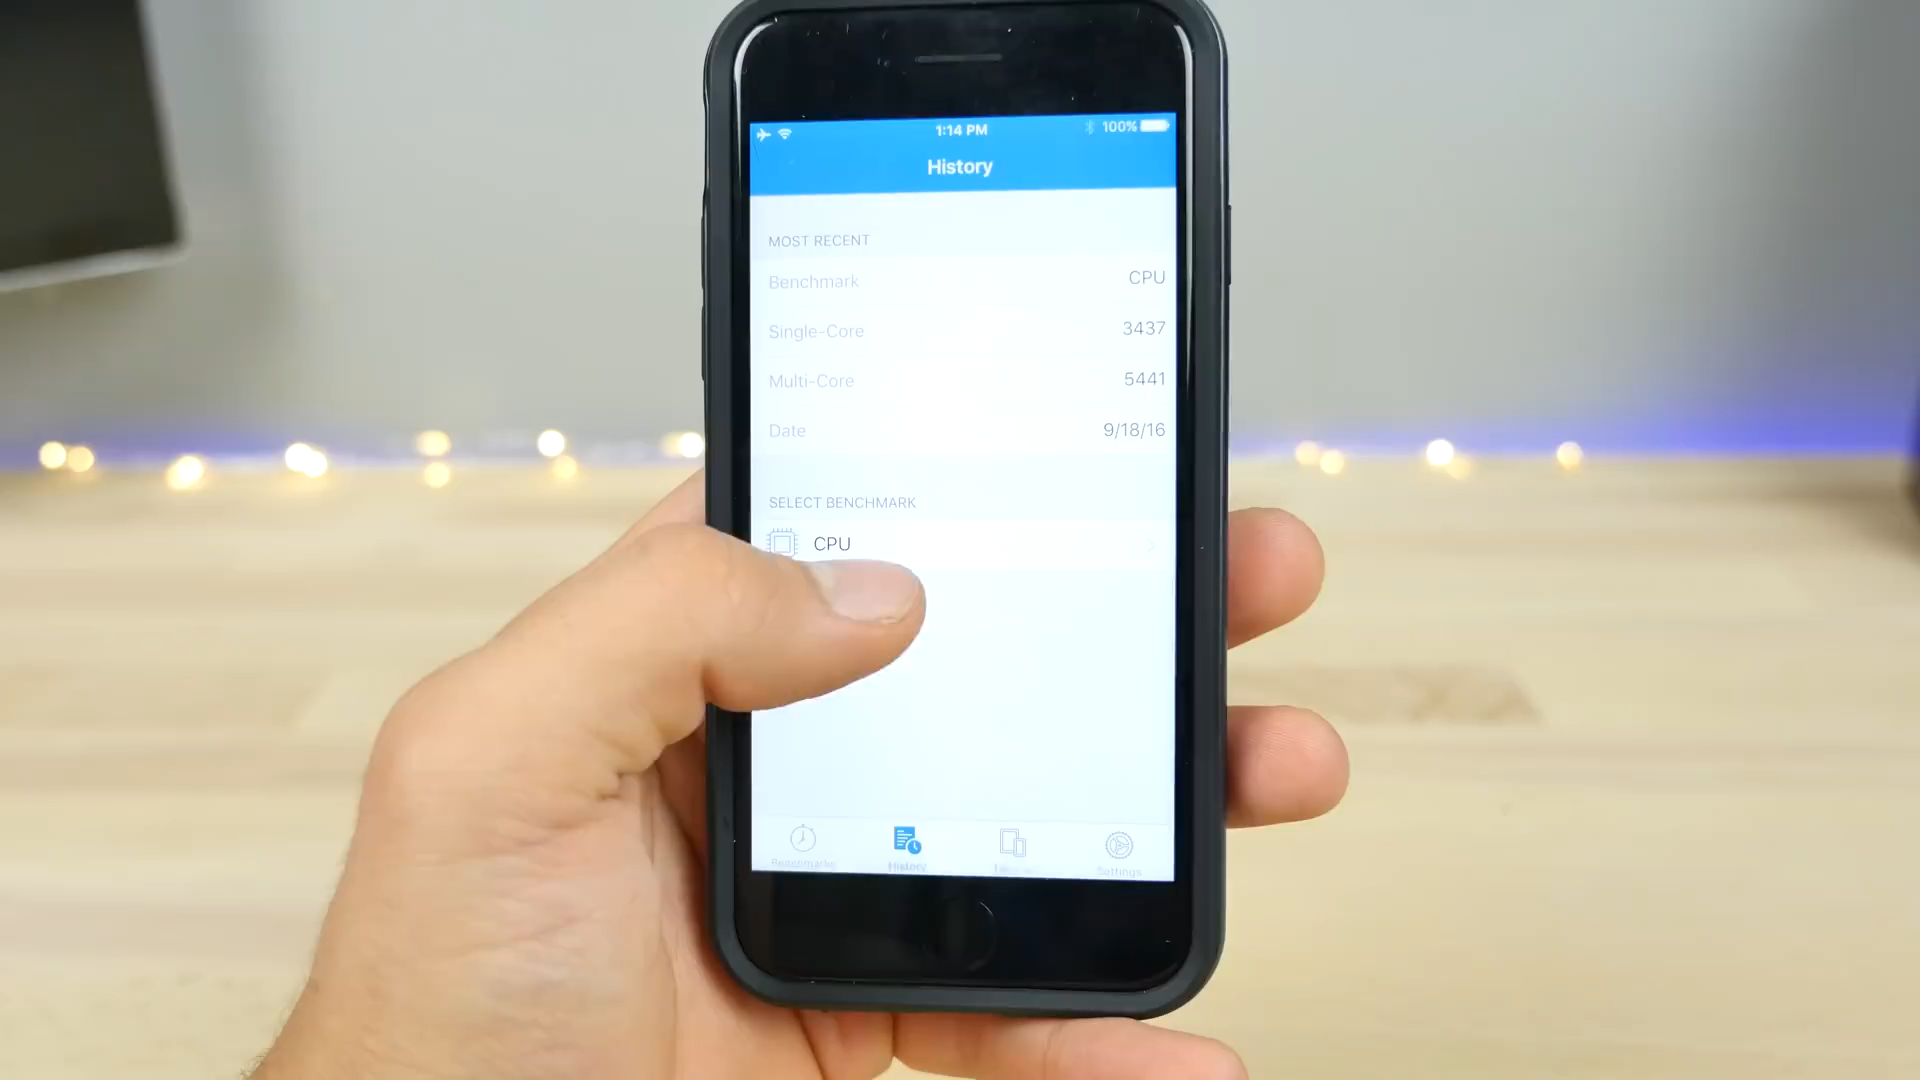 1:14 PM
100%
History
MOST RECENT
Benchmark CPU
Single-Core 3437
Multi-Core 5441
Date 9/18/16
SELECT BENCHMARK
CPU
Benchmarks
History
Settings